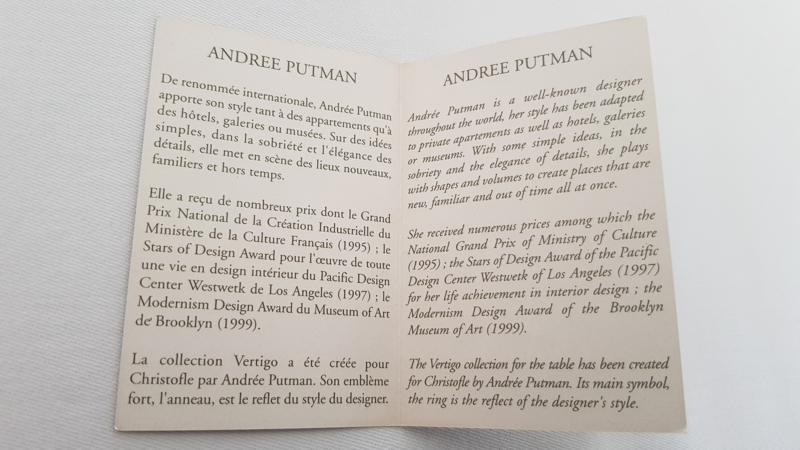 ANDREE PUTMAN
De renommée internationale, Andrée Putman
apporte son style tant à des appartements qu'à
des hôtels, galeries ou musées. Sur des idées
simples, dans la sobriété et l'élégance des
détails, elle met en scène des lieux nouveaux,
familiers et hors temps.
Elle a reçu de nombreux prix dont le Grand
Prix National de la Création Industrielle du
Ministère de la Culture Français (1995) ; le
Stars of Design Award pour l'œuvre de toute
une vie en design intérieur du Pacific Design
Center Westwetk de Los Angeles (1997) ; le
Modernism Design Award du Museum of Art
de Brooklyn (1999).
La collection Vertigo a été créée pour
Christofle par Andrée Putman. Son emblème
fort, l'anneau, est le reflet du style du designer.
ANDREE PUTMAN
Andrée Putman is a well-known designer
throughout the world, her style has been adapted
to private apartements as well as hotels, galeries
or museums. With some simple ideas, in the
sobriety and the elegance of details, she plays
with shapes and volumes to create places that are
new, familiar and out of time all at once.
She received numerous prices among which the
National Grand Prix of Ministry of Culture
(1995) ; the Stars of Design Award of the Pacific
Design Center Westwetk of Los Angeles (1997)
for her life achievement in interior design ; the
Modernism Design Award of the Brooklyn
Museum of Art (1999).
The Vertigo collection for the table has been created
for Christofle by Andrée Putman. Its main symbol,
the ring is the reflect of the designer's style.